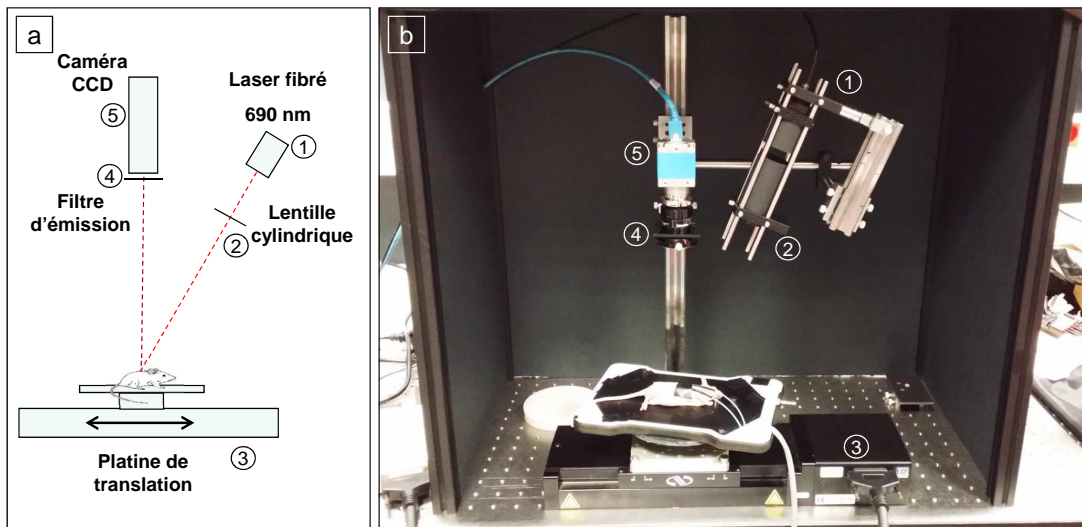 a
Caméra
CCD
Laser fibré
690 nm
5
1
4
Filtre
d'émission
Lentille
cylindrique
2
3
Platine de
translation
b
1
5
4
2
3